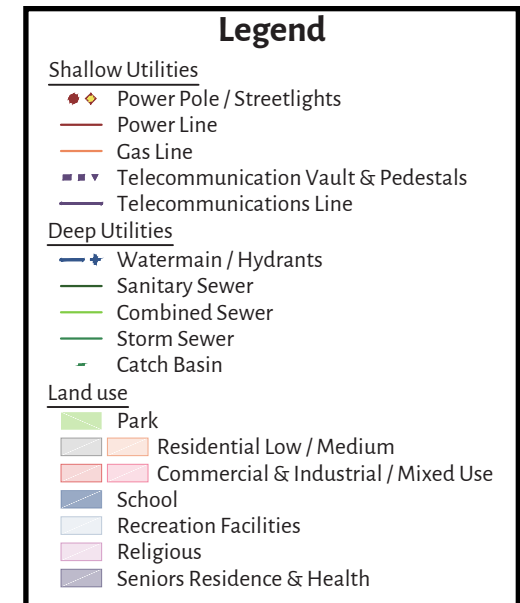 Legend
Shallow Utilities
Power Pole / Streetlights
Power Line
Gas Line
Telecommunication Vault & Pedestals
Telecommunications Line
Deep Utilities
Watermain / Hydrants
Sanitary Sewer
Combined Sewer
Storm Sewer
Catch Basin
Land use
Park
Residential Low / Medium
Commercial & Industrial / Mixed Use
School
Recreation Facilities
Religious
Seniors Residence & Health